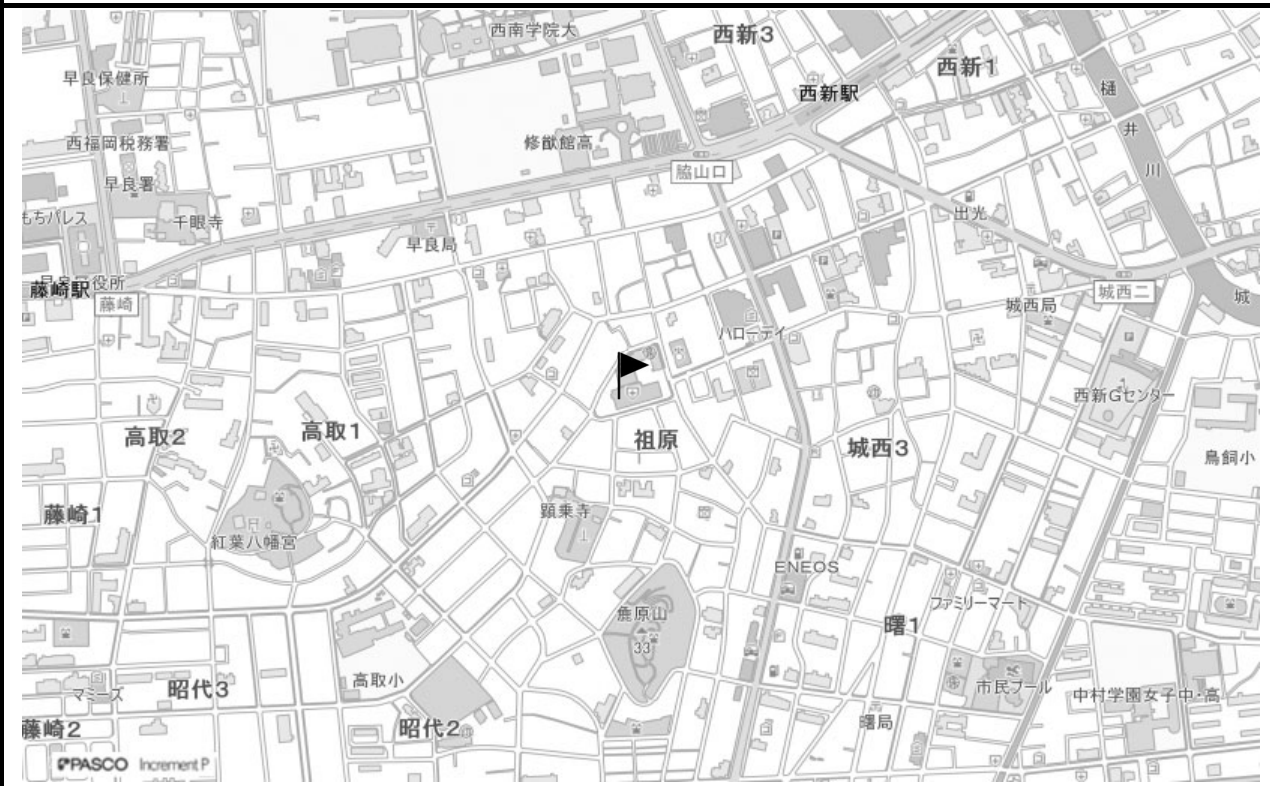 西南学院大
西新3
西新1
早良保健所
西新駅
樋
井
川
西福岡税務署
修猷館高
脇山口
早良署
千眼寺
出光
もちパレス
早良局
藤崎駅
役所
藤崎
城西二
城
城西局
ハローデイ
西新Gセンター
高取2
高取1
祖原
城西3
鳥飼小
藤崎1
顕乗寺
紅葉八幡宮
ENEOS
ファミリーマート
麁原山
33
曙1
高取小
マミーズ
昭代3
市民プール
中村学園女子中・高
藤崎2
昭代2
曙局
PASCO Increment P